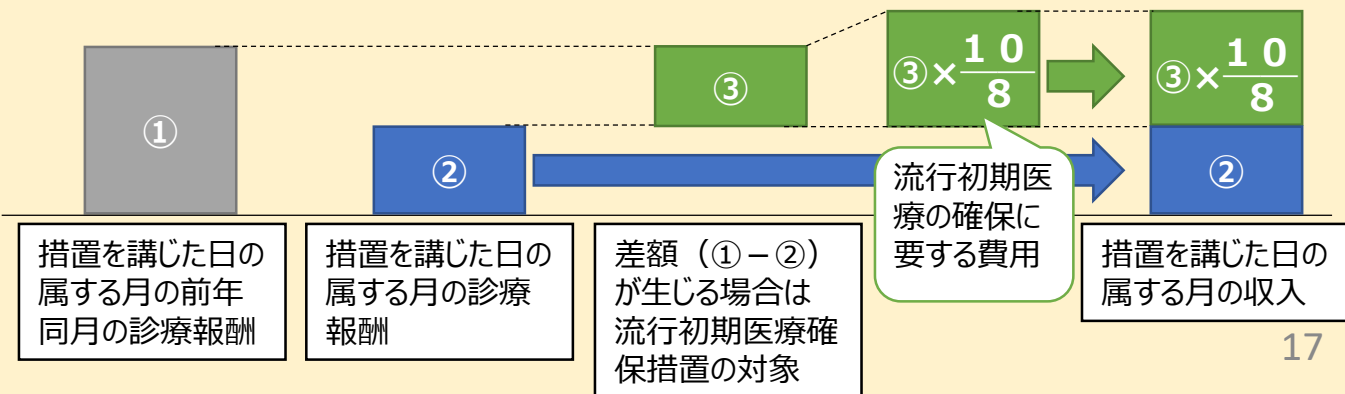 ①
②
③
③×10/8
③×10/8
②
流行初期医
療の確保に
要する費用
措置を講じた日の
属する月の前年
同月の診療報酬
措置を講じた日の
属する月の診療
報酬
差額（①－②）
が生じる場合は
流行初期医療確
保措置の対象
措置を講じた日の
属する月の収入
17